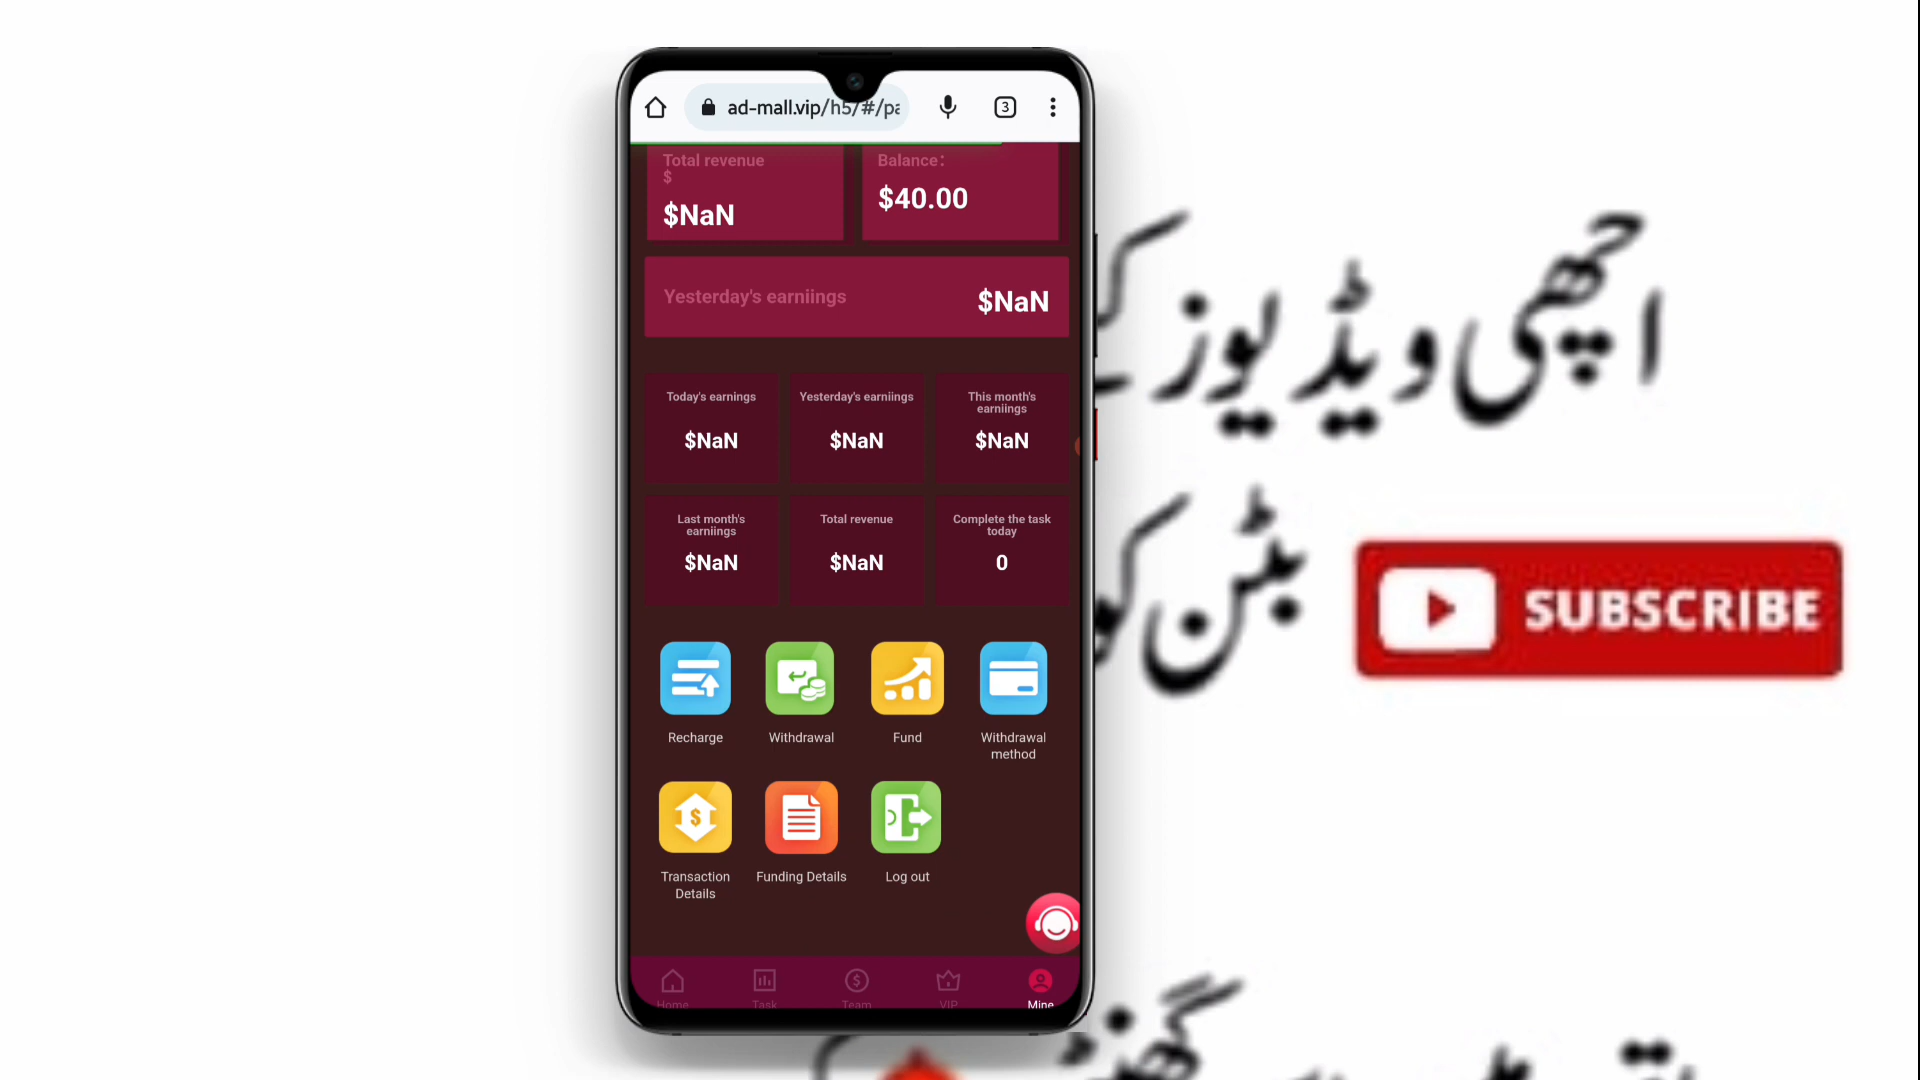 ad-mall.vip/h5/#/pa
3
Total revenue
$
$NaN
Balance:
$40.00
Yesterday's earniings
$NaN
Today's earnings
$NaN
Yesterday's earniings
$NaN
This month's
earniings
$NaN
Last month's
earniings
$NaN
Total revenue
$NaN
Complete the task
today
0
اچھی ویڈیوز کے
بٹن کو
SUBSCRIBE
Recharge
Withdrawal
Fund
Withdrawal
method
Transaction
Details
Funding Details
Log out
Home
Task
Team
VIP
Mine